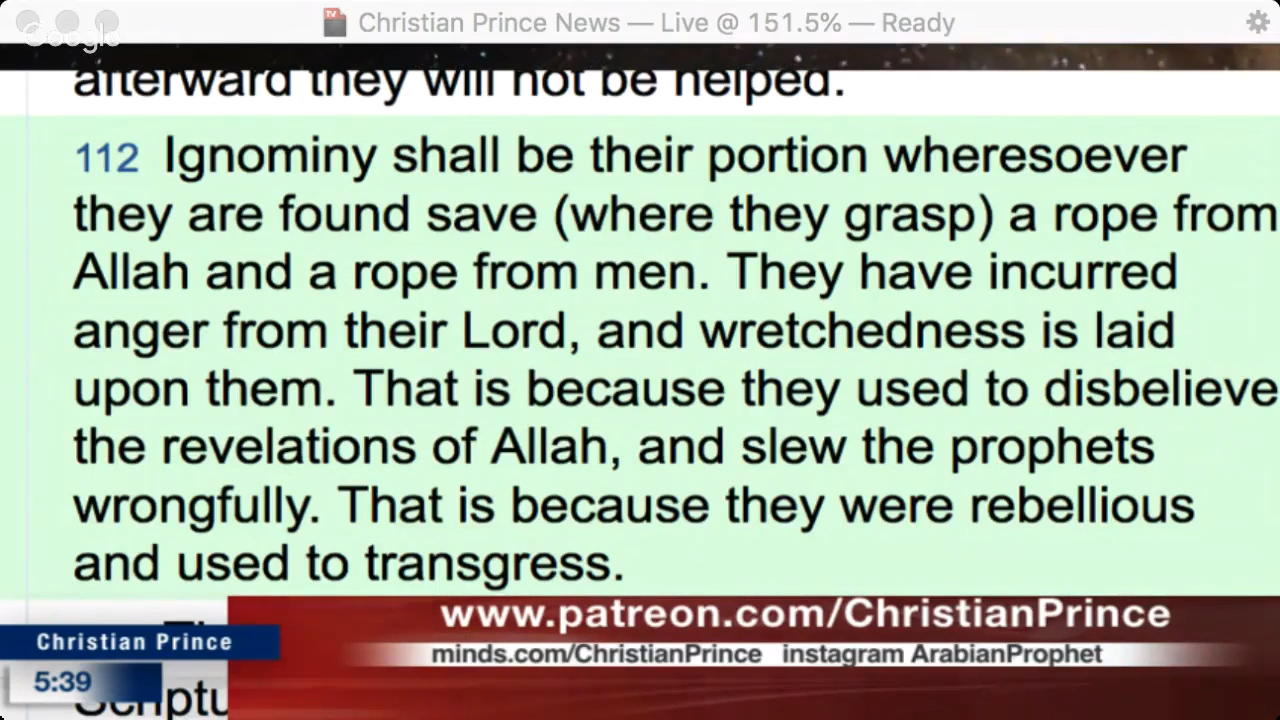 Christian Prince News — Live @ 151.5% — Ready
Google
afterward they will not be helped.
112 Ignominy shall be their portion wheresoever
they are found save (where they grasp) a rope from
Allah and a rope from men. They have incurred
anger from their Lord, and wretchedness is laid
upon them. That is because they used to disbelieve
the revelations of Allah, and slew the prophets
wrongfully. That is because they were rebellious
and used to transgress.
www.patreon.com/ChristianPrince
Christian Prince
minds.com/ChristianPrince instagram ArabianProphet
5:39